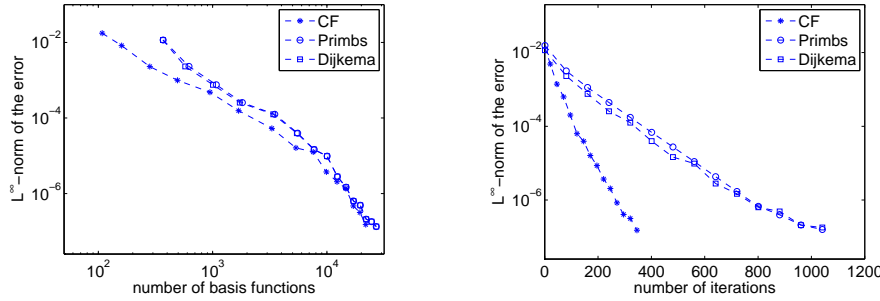 CF
Primbs
Dijkema
10^-2
10^-4
10^-6
L^∞-norm of the error
10^2
10^3
10^4
number of basis functions
CF
Primbs
Dijkema
10^-2
10^-4
10^-6
L^∞-norm of the error
0
200
400
600
800
1000
1200
number of iterations